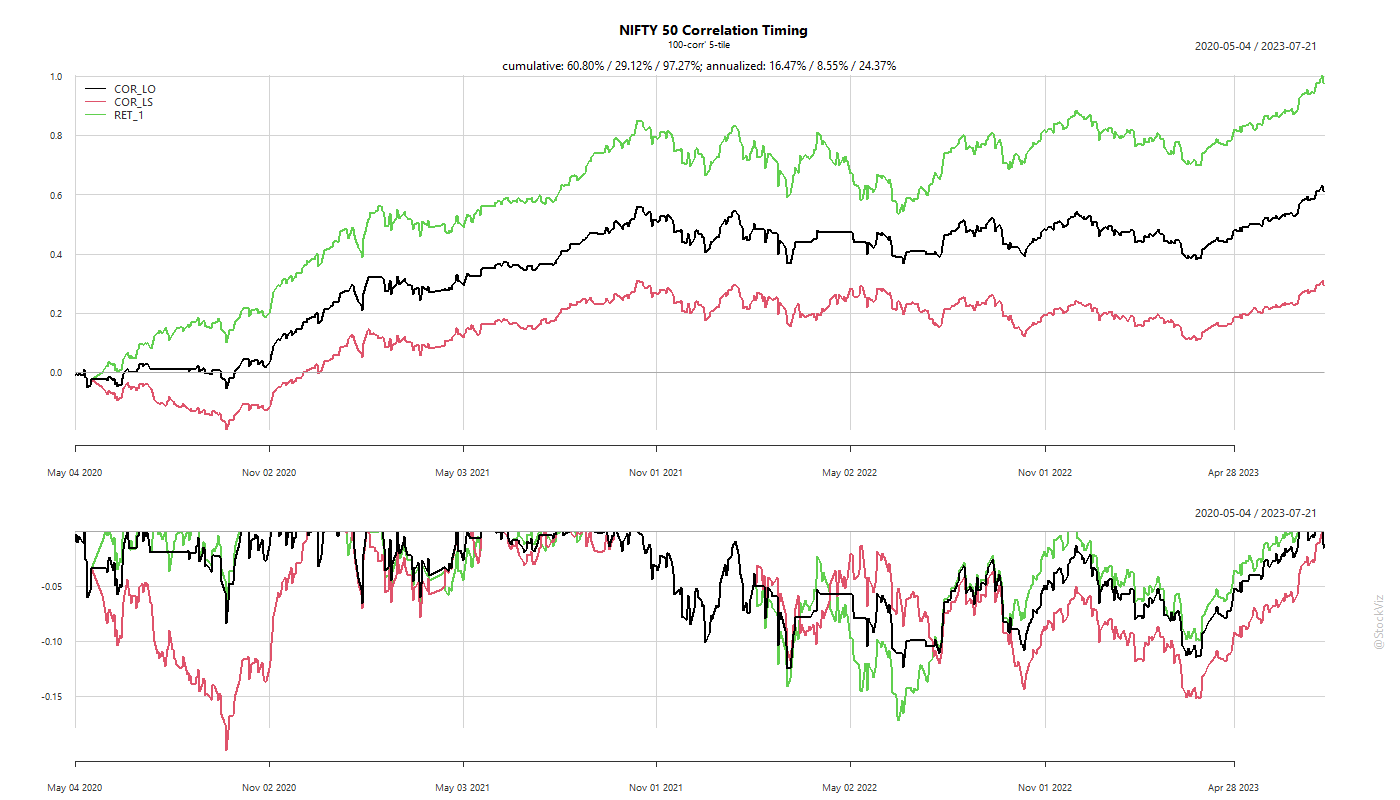 NIFTY 50 Correlation Timing
100-corr' 5-tile
2020-05-04 / 2023-07-21
cumulative: 60.80% / 29.12% / 97.27%; annualized: 16.47% / 8.55% / 24.37%
1.0
COR_LO
COR_LS
RET_1
0.8
0.6
0.4
0.2
0.0
May 04 2020
Nov 02 2020
May 03 2021
Nov 01 2021
May 02 2022
Nov 01 2022
Apr 28 2023
2020-05-04 / 2023-07-21
-0.05
-0.10
-0.15
@StockViz
May 04 2020
Nov 02 2020
May 03 2021
Nov 01 2021
May 02 2022
Nov 01 2022
Apr 28 2023